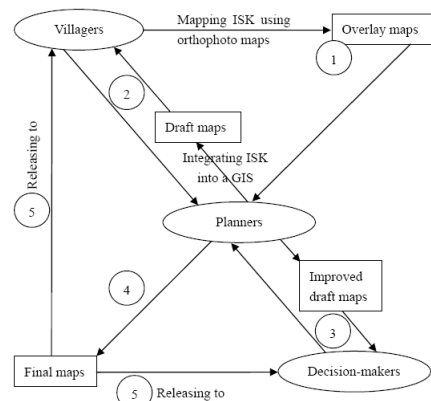 Villagers
Mapping ISK using
orthophoto maps
Overlay maps
1
2
Draft maps
Integrating ISK
into a GIS
Releasing to
5
Planners
4
Improved
draft maps
3
Final maps
5
Releasing to
Decision-makers